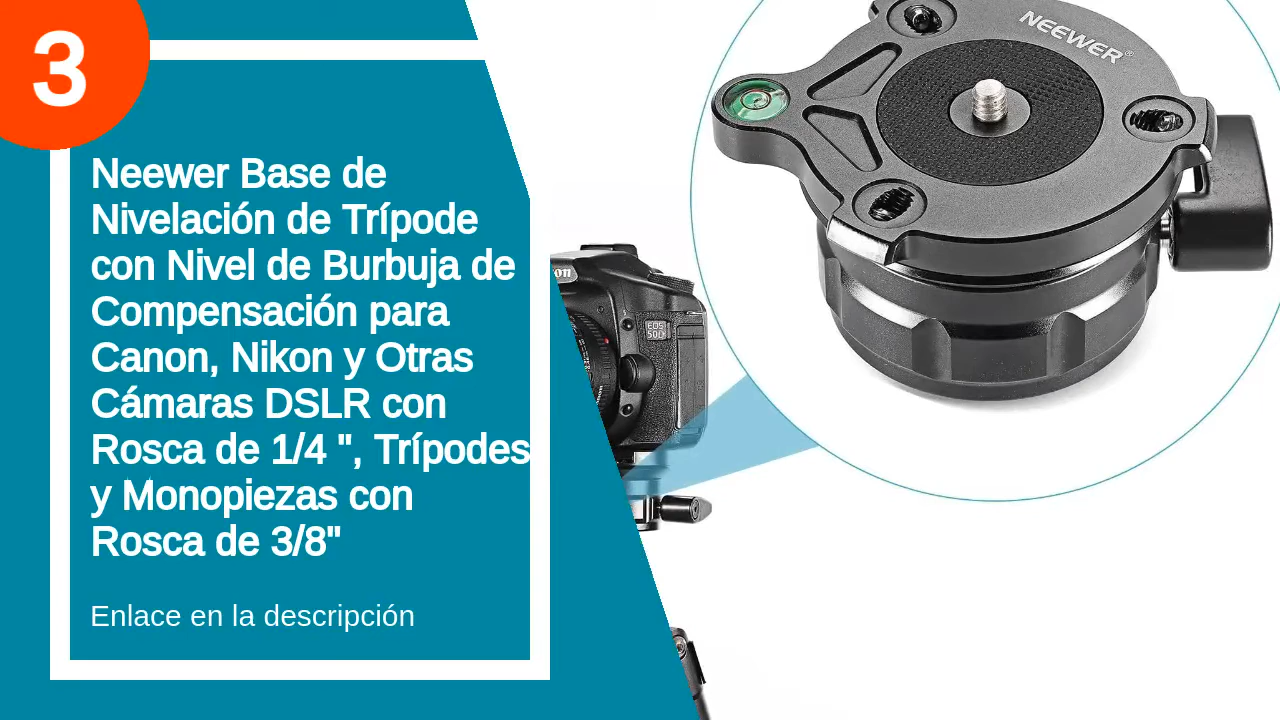 3
NEEWER®
Neewer Base de
Nivelación de Trípode
con Nivel de Burbuja de
Compensación para
Canon, Nikon y Otras
Cámaras DSLR con
Rosca de 1/4 ", Trípodes
y Monopiezas con
Rosca de 3/8"
Enlace en la descripción
EOS
50D